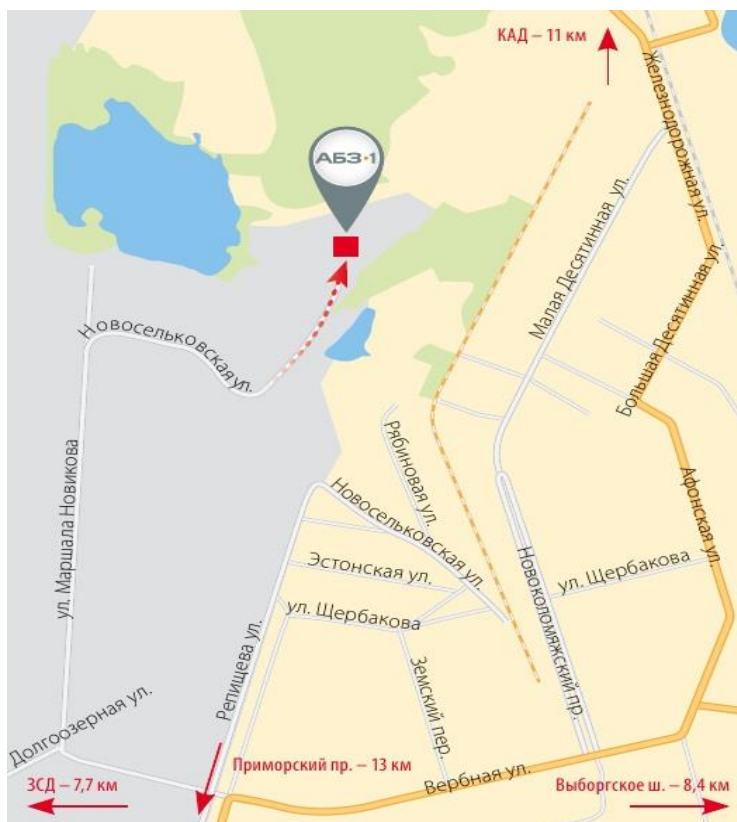 КАД – 11 км
Железнодорожная ул.
АБЗ·1
Малая Десятинная ул.
Большая Десятинная ул.
Новосельковская ул.
Рябиновая ул.
Афонская ул.
ул. Маршала Новикова
Новосельковская ул.
Эстонская ул.
Новоколомяжский пр.
ул. Щербакова
ул. Щербакова
Репищева ул.
Земский пер.
Долгоозерная ул.
Приморский пр. – 13 км
ЗСД – 7,7 км
Вербная ул.
Выборгское ш. – 8,4 км